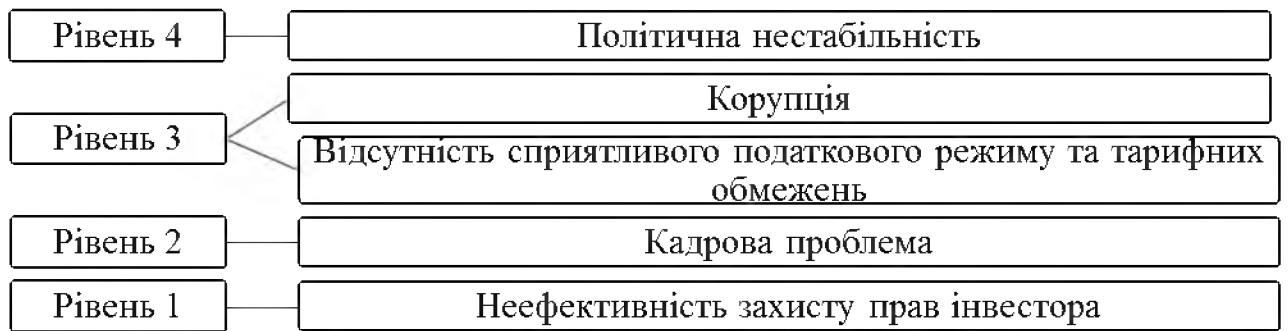 Рівень 4
Політична нестабільність
Рівень 3
Корупція
Відсутність сприятливого податкового режиму та тарифних
обмежень
Рівень 2
Кадрова проблема
Рівень 1
Неефективність захисту прав інвестора